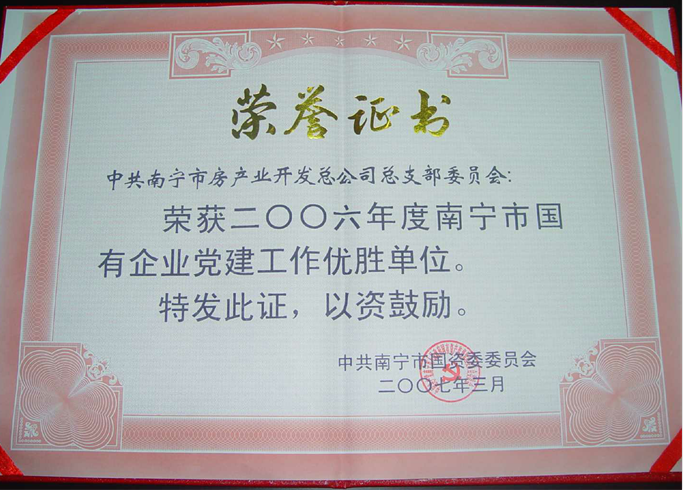 荣誉证书
中共南宁市房产业开发总公司总支部委员会:
荣获二〇〇六年度南宁市国
有企业党建工作优胜单位。
特发此证，以资鼓励。
中共南宁市国资委委员会
二〇〇七年三月